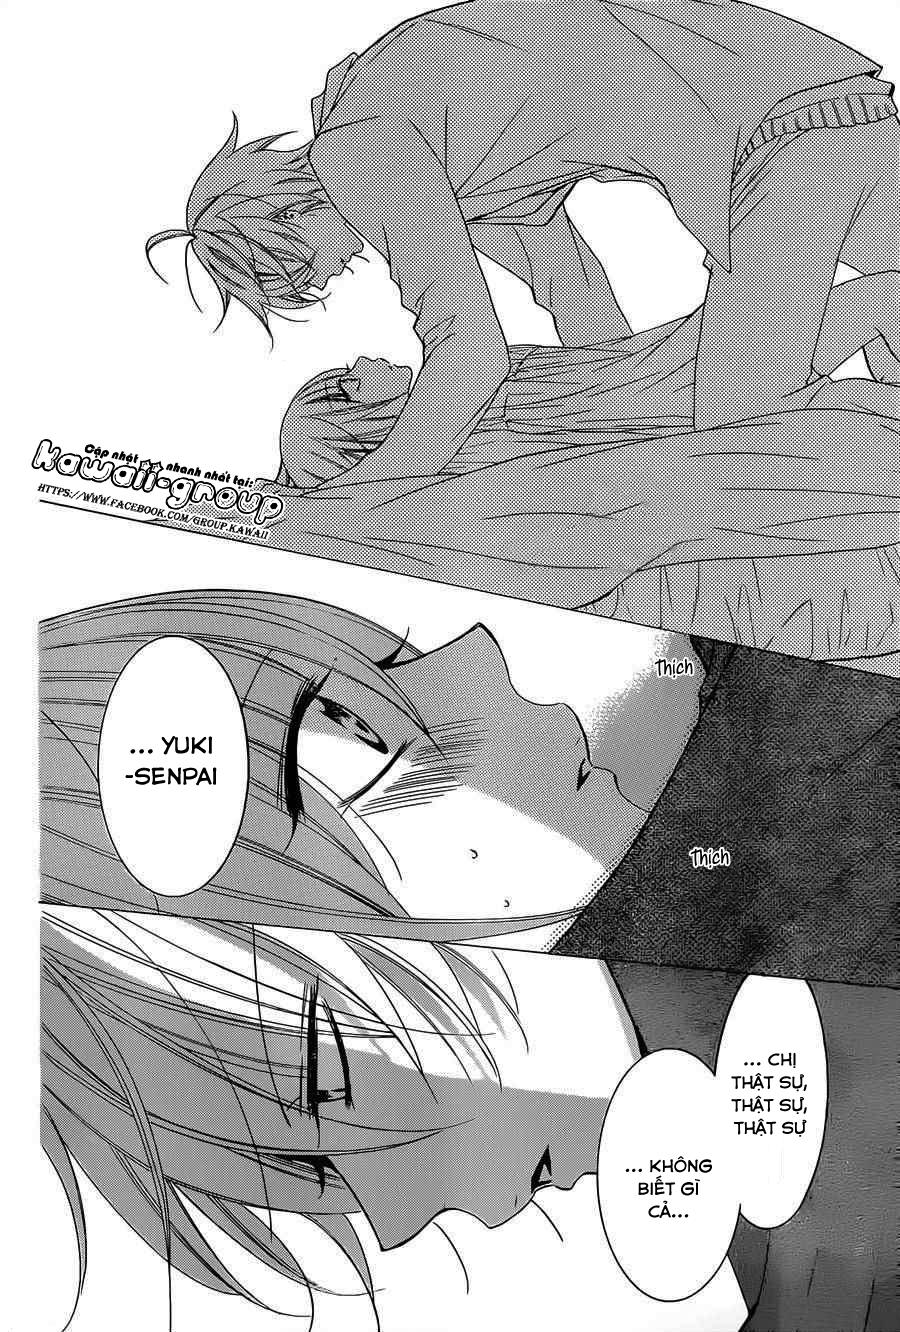 Cập nhật
nhanh nhất tại:
kawaii-group
HTTPS://WWW.FACEBOOK.COM/GROUP.KAWAII
Thịch
... YUKI
-SENPAI
Thịch
... CHỊ
THẬT SỰ,
THẬT SỰ,
THẬT SỰ
... KHÔNG
BIẾT GÌ
CẢ...